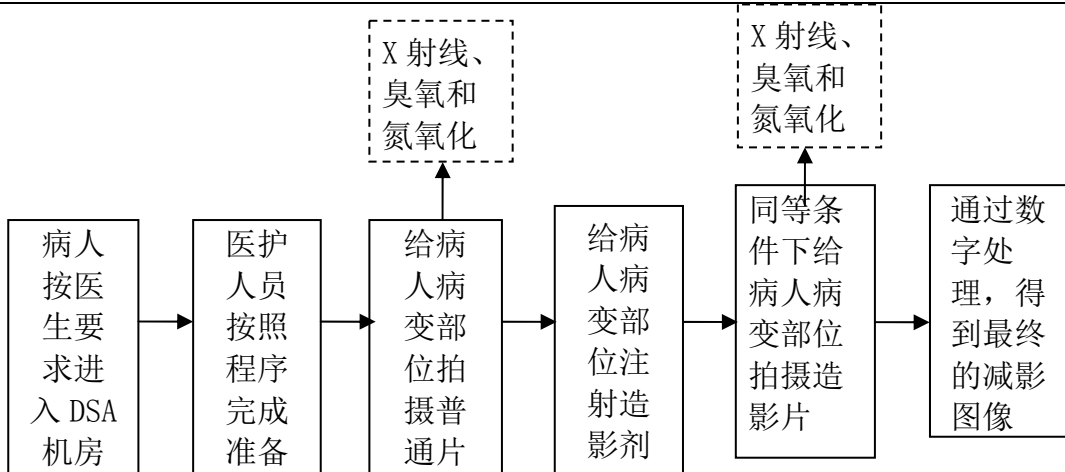 X 射线、
臭氧和
氮氧化
X 射线、
臭氧和
氮氧化
病人
按医
生要
求进
入 DSA
机房
医护
人员
按照
程序
完成
准备
给病
人病
变部
位拍
摄普
通片
给病
人病
变部
位注
射造
影剂
同等条
件下给
病人病
变部位
拍摄造
影片
通过数
字处
理，得
到最终
的减影
图像